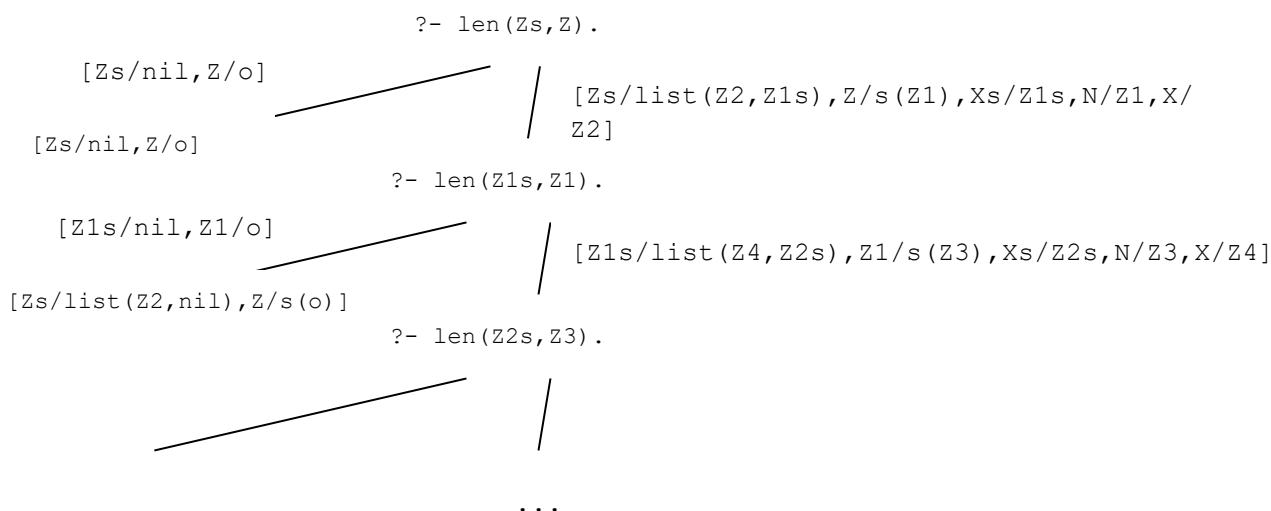 ?- len(Zs,Z).
[Zs/nil,Z/o]
[Zs/list(Z2,Z1s),Z/s(Z1),Xs/Z1s,N/Z1,X/
Z2]
[Zs/nil,Z/o]
?- len(Z1s,Z1).
[Z1s/nil,Z1/o]
[Z1s/list(Z4,Z2s),Z1/s(Z3),Xs/Z2s,N/Z3,X/Z4]
[Zs/list(Z2,nil),Z/s(o)]
?- len(Z2s,Z3).
...